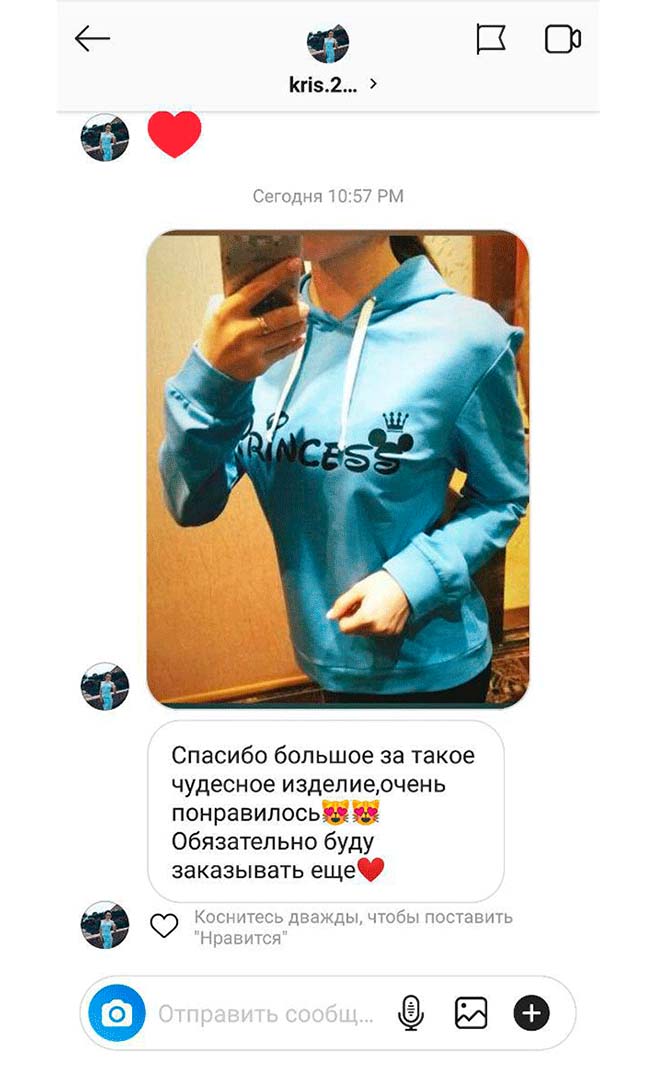 kris.2...
Сегодня 10:57 PM
PRINCESS
Спасибо большое за такое
чудесное изделие,очень
понравилось😻😻
Обязательно буду
заказывать еще❤️
Коснитесь дважды, чтобы поставить
"Нравится"
Отправить сообщ...